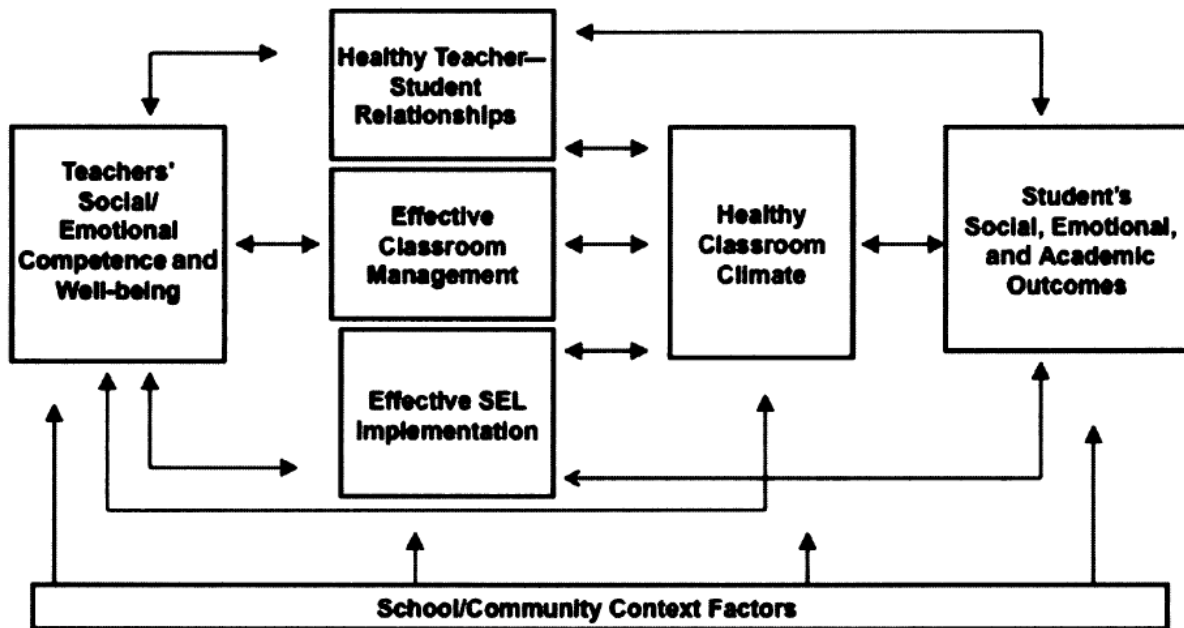 Healthy Teacher—
Student
Relationships
Teachers'
Social/
Emotional
Competence and
Well-being
Effective
Classroom
Management
Healthy
Classroom
Climate
Student's
Social, Emotional,
and Academic
Outcomes
Effective SEL
Implementation
School/Community Context Factors